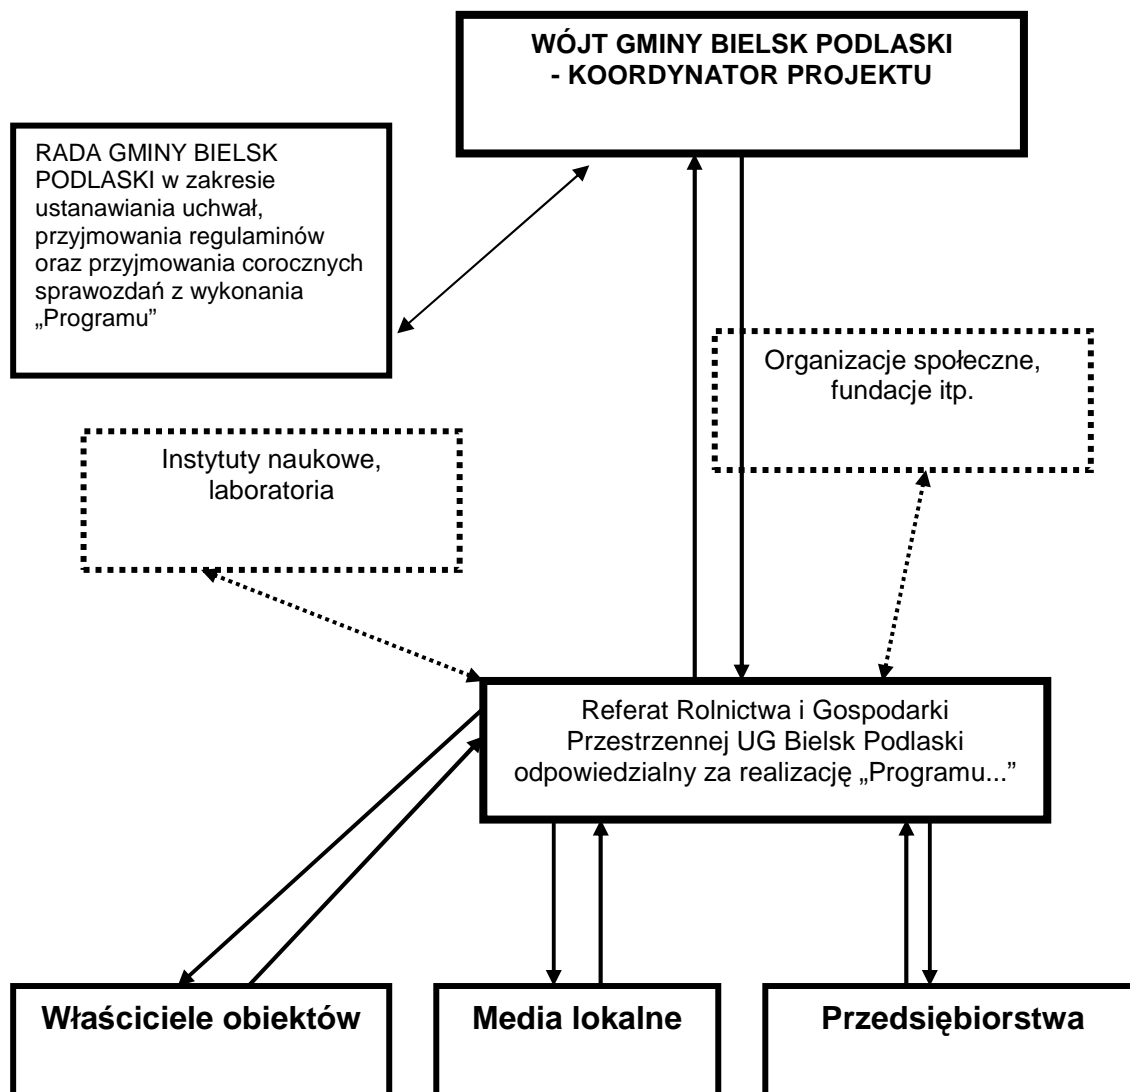 WÓJT GMINY BIELSK PODLASKI
- KOORDYNATOR PROJEKTU
RADA GMINY BIELSK
PODLASKI w zakresie
ustanawiania uchwał,
przyjmowania regulaminów
oraz przyjmowania corocznych
sprawozdań z wykonania
„Programu”
Organizacje społeczne,
fundacje itp.
Instytuty naukowe,
laboratoria
Referat Rolnictwa i Gospodarki
Przestrzennej UG Bielsk Podlaski
odpowiedzialny za realizację „Programu...”
Właściciele obiektów
Media lokalne
Przedsiębiorstwa